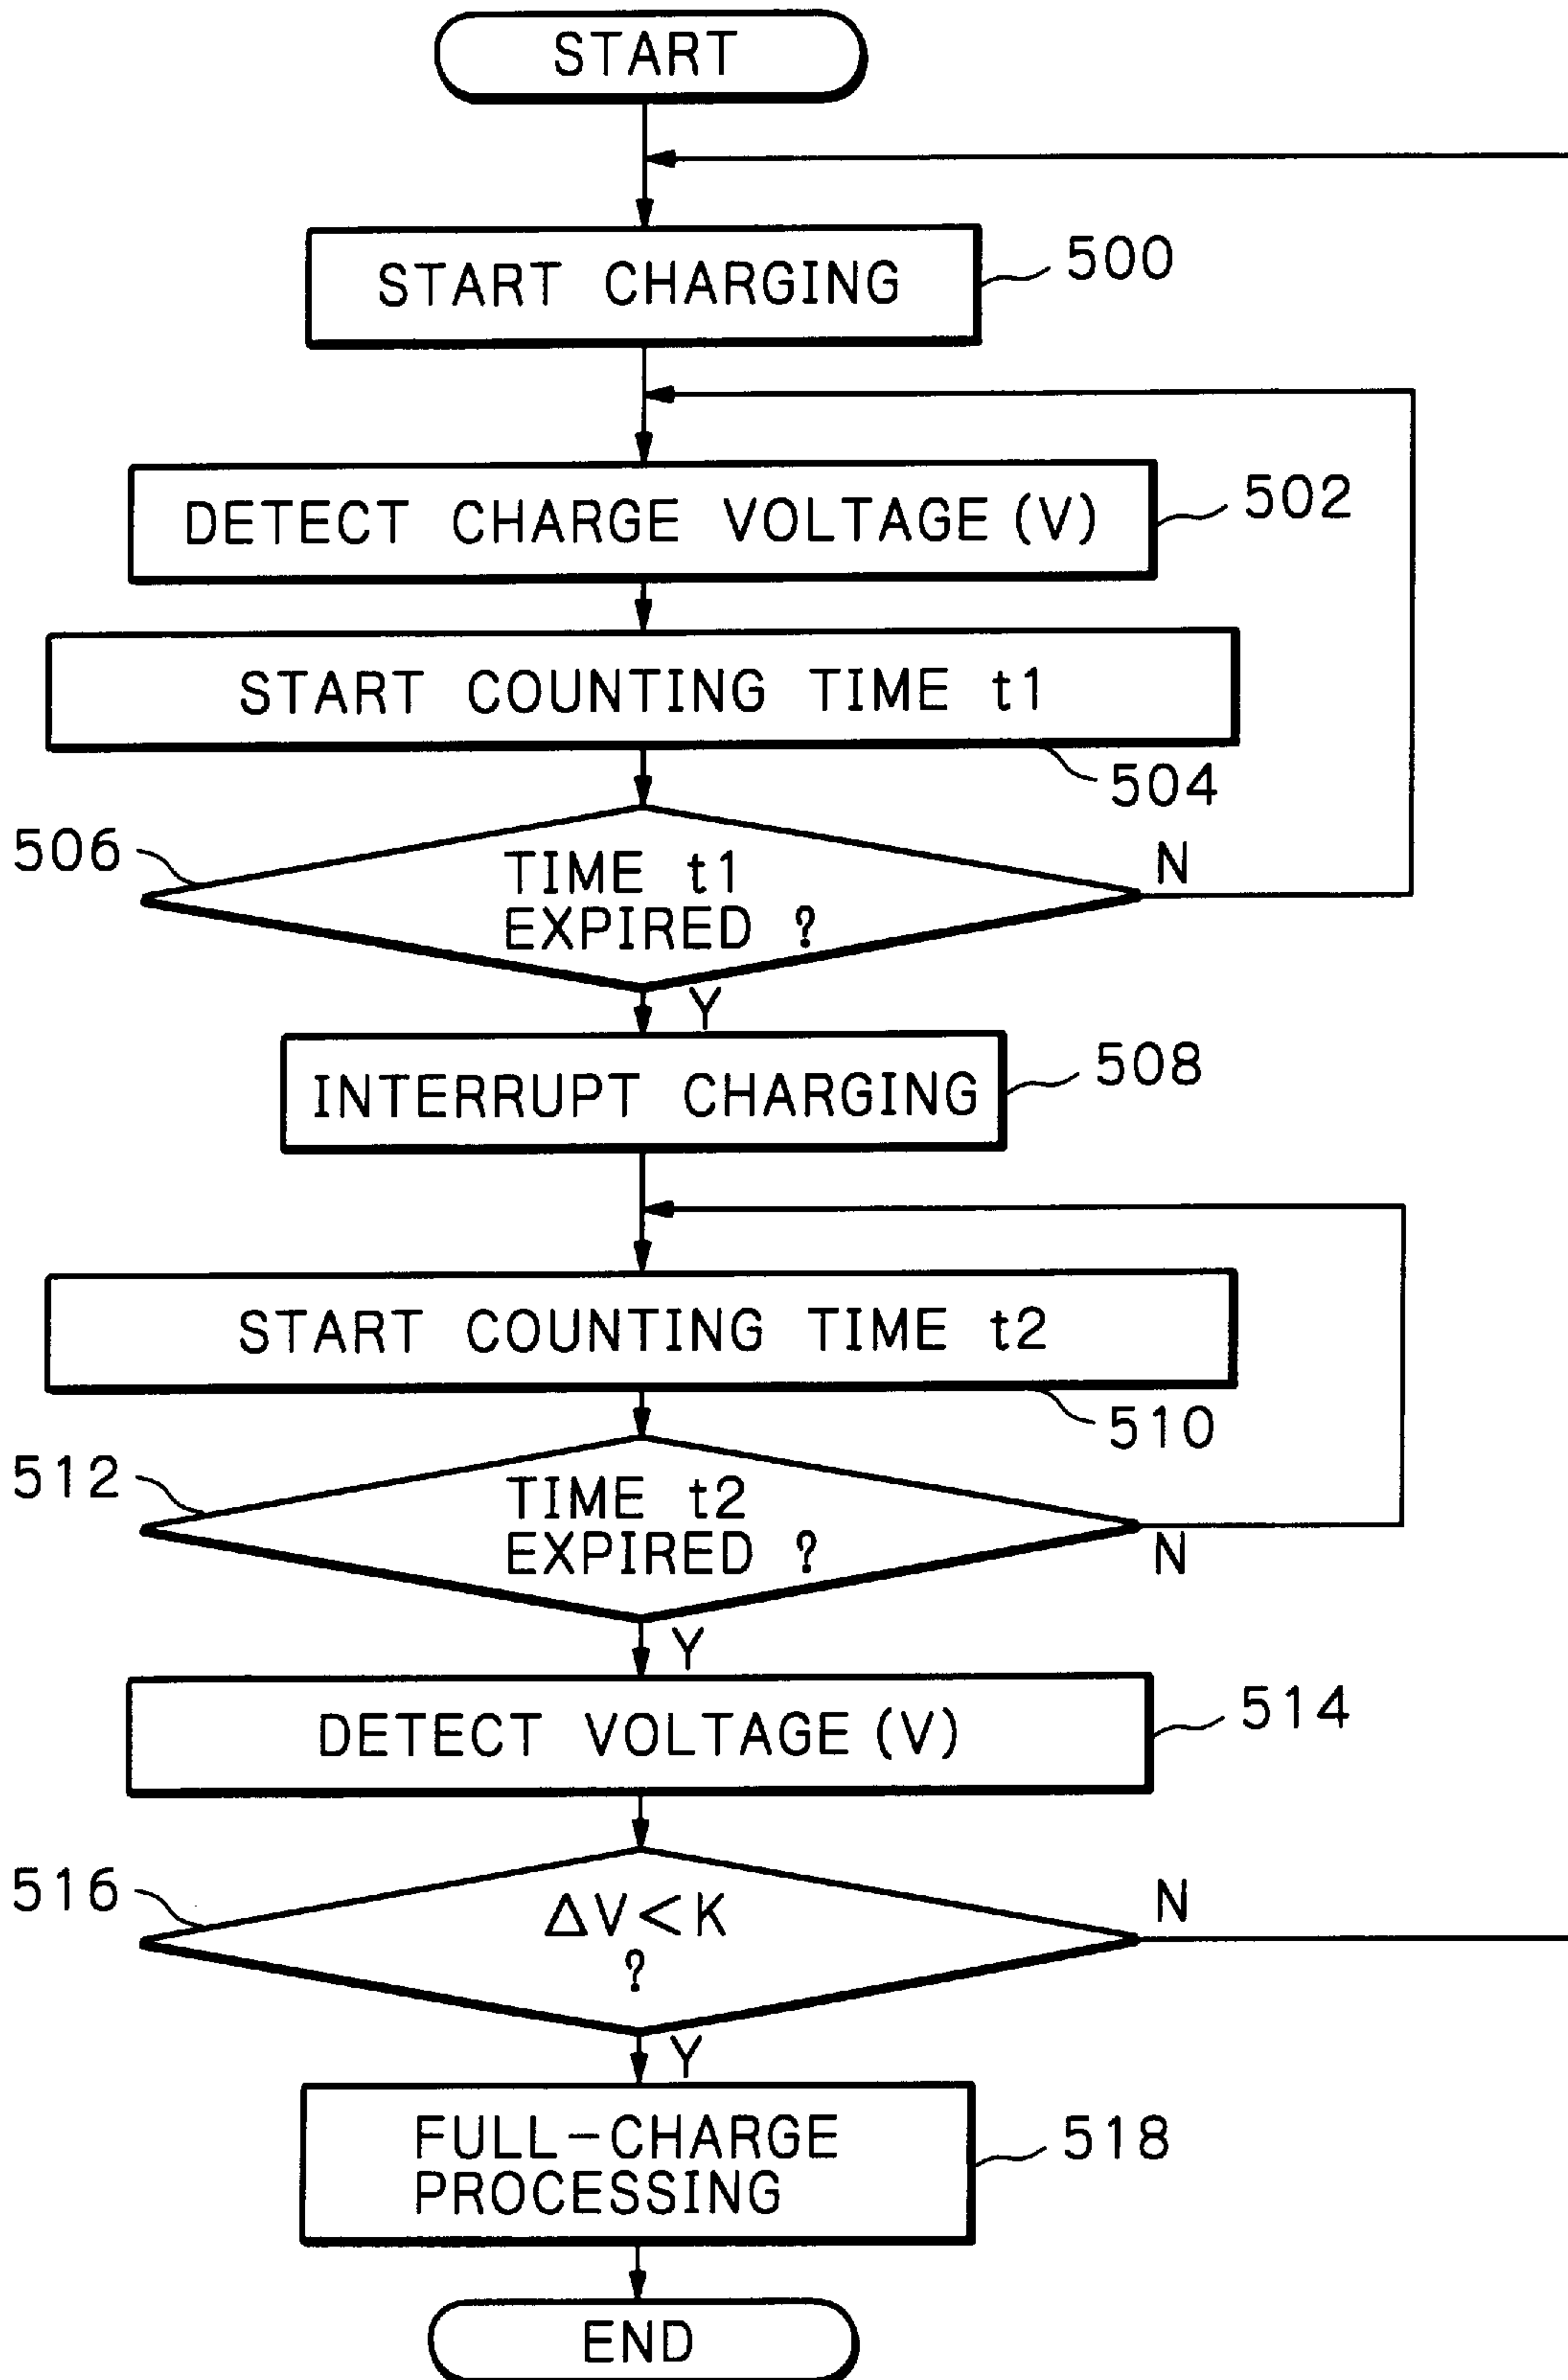 START
START CHARGING
500
DETECT CHARGE VOLTAGE (V)
502
START COUNTING TIME t1
504
506
TIME t1
EXPIRED ?
N
Y
INTERRUPT CHARGING
508
START COUNTING TIME t2
510
512
TIME t2
EXPIRED ?
N
Y
DETECT VOLTAGE (V)
514
516
ΔV<K
?
N
Y
FULL-CHARGE
PROCESSING
518
END